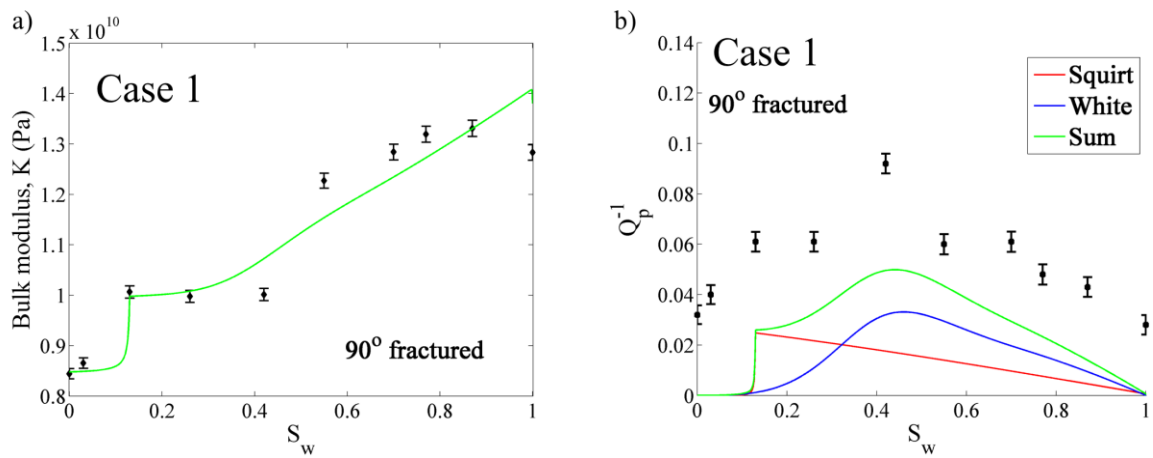 a)
1.5 x 10^10
Case 1
1.4
1.3
1.2
1.1
1.0
0.9
0.8
Bulk modulus, K (Pa)
90° fractured
0 0.2 0.4 0.6 0.8 1
S_w
b)
Case 1
90° fractured
Squirt
White
Sum
0.14
0.12
0.10
0.08
0.06
0.04
0.02
0
Q_p^-1
0 0.2 0.4 0.6 0.8 1
S_w